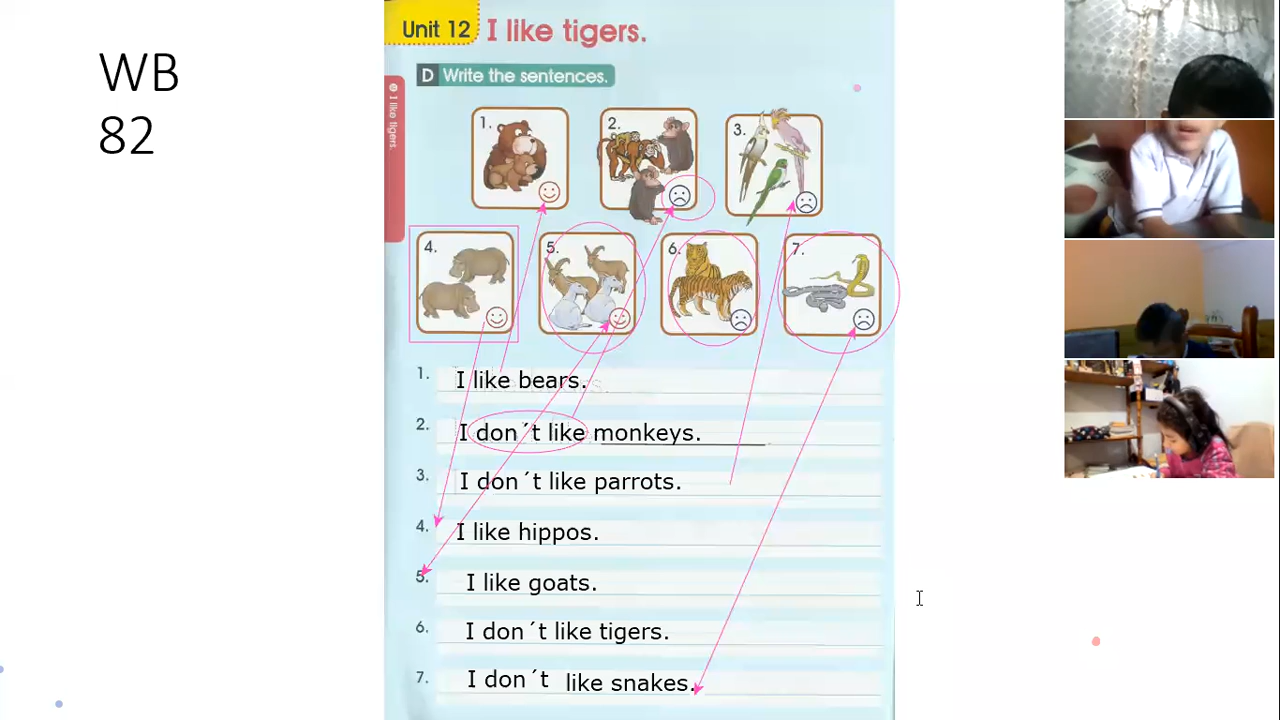 WB
82
Unit 12
I like tigers.
D Write the sentences.
I like tigers.
1.
2.
3.
4.
5.
6.
7.
1. I like bears.
2. I don´t like monkeys.
3. I don´t like parrots.
4. I like hippos.
5. I like goats.
6. I don´t like tigers.
7. I don´t like snakes.